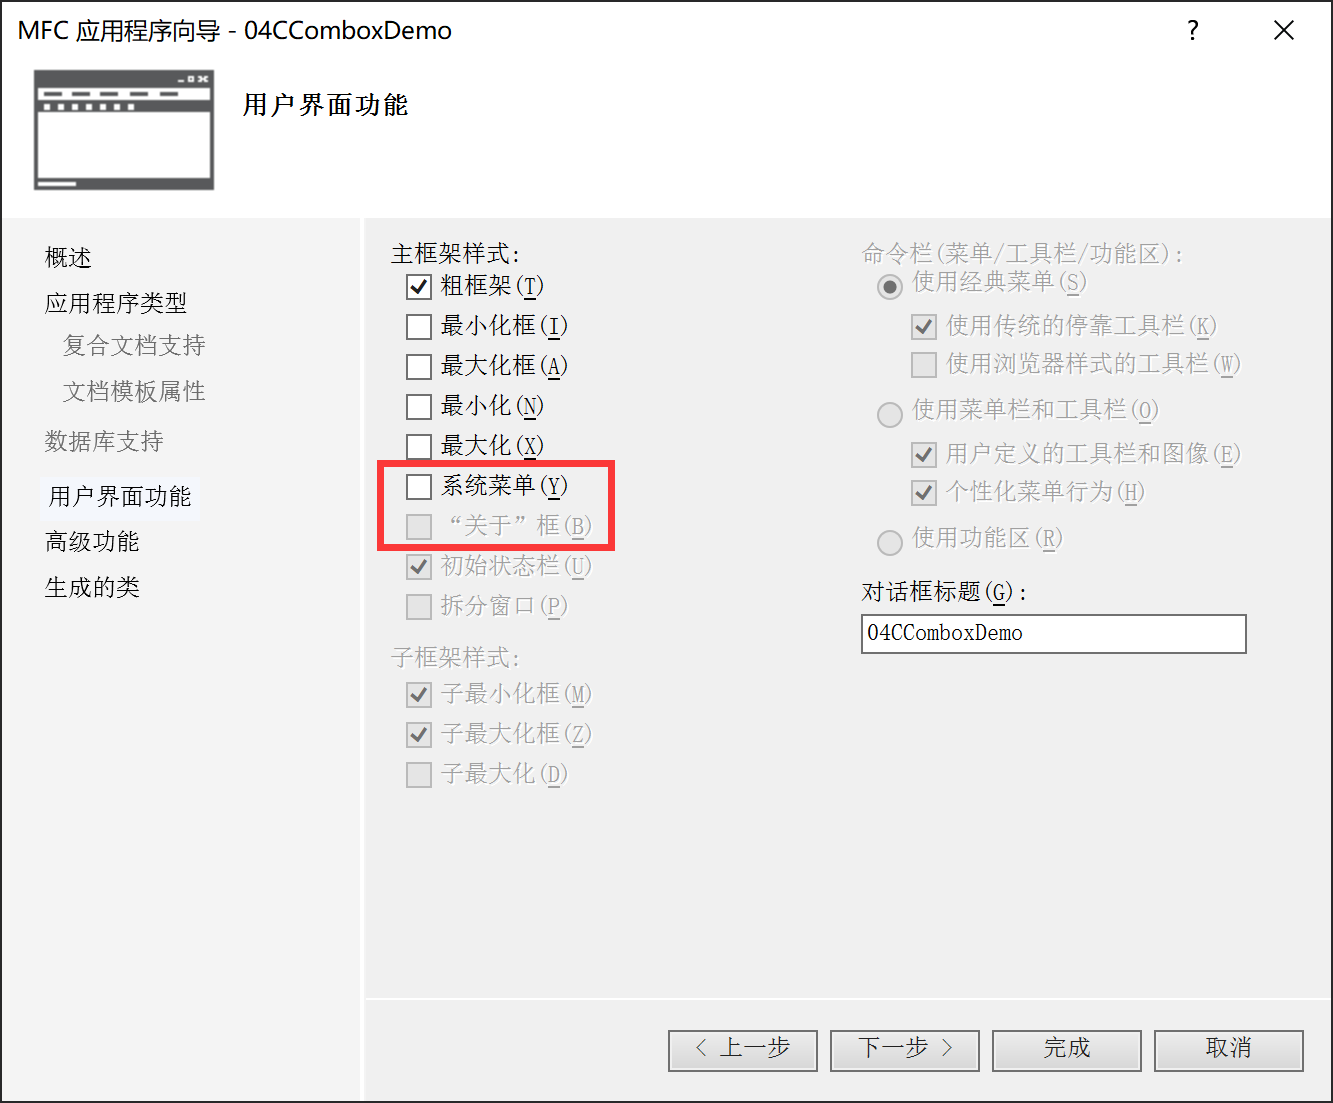 MFC 应用程序向导 - 04CComboxDemo
?
用户界面功能
概述
应用程序类型
复合文档支持
文档模板属性
数据库支持
用户界面功能
高级功能
生成的类
主框架样式:
粗框架(T)
最小化框(I)
最大化框(A)
最小化(N)
最大化(X)
系统菜单(Y)
“关于”框(B)
初始状态栏(U)
拆分窗口(P)
子框架样式:
子最小化框(M)
子最大化框(Z)
子最大化(D)
命令栏(菜单/工具栏/功能区):
使用经典菜单(S)
使用传统的停靠工具栏(K)
使用浏览器样式的工具栏(W)
使用菜单栏和工具栏(O)
用户定义的工具栏和图像(E)
个性化菜单行为(H)
使用功能区(R)
对话框标题(G):
04CComboxDemo
< 上一步
下一步 >
完成
取消